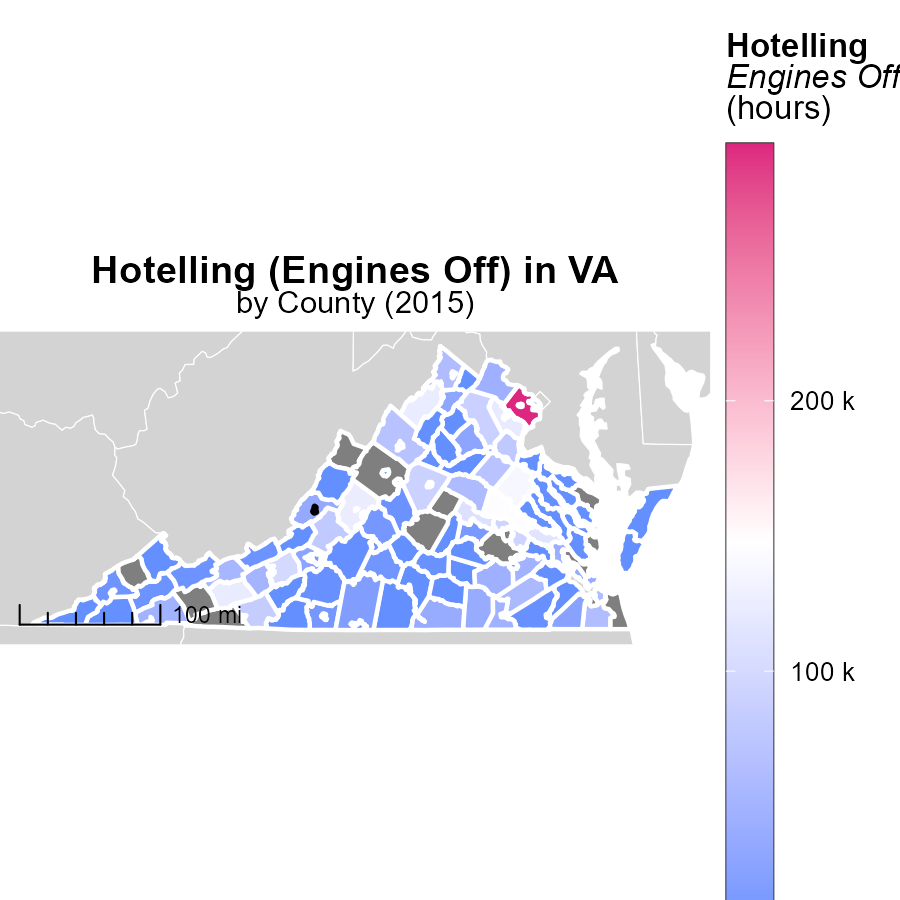 Hotelling
Engines Off
(hours)
Hotelling (Engines Off) in VA
by County (2015)
200 k
100 k
100 mi